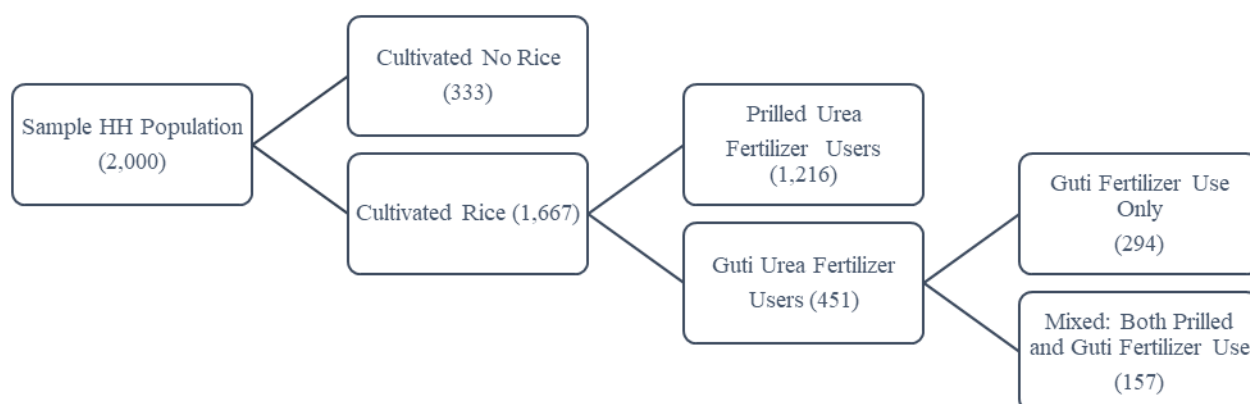 Sample HH Population
(2,000)
Cultivated No Rice
(333)
Cultivated Rice (1,667)
Prilled Urea
Fertilizer Users
(1,216)
Guti Urea Fertilizer
Users (451)
Guti Fertilizer Use
Only
(294)
Mixed: Both Prilled
and Guti Fertilizer Use
(157)